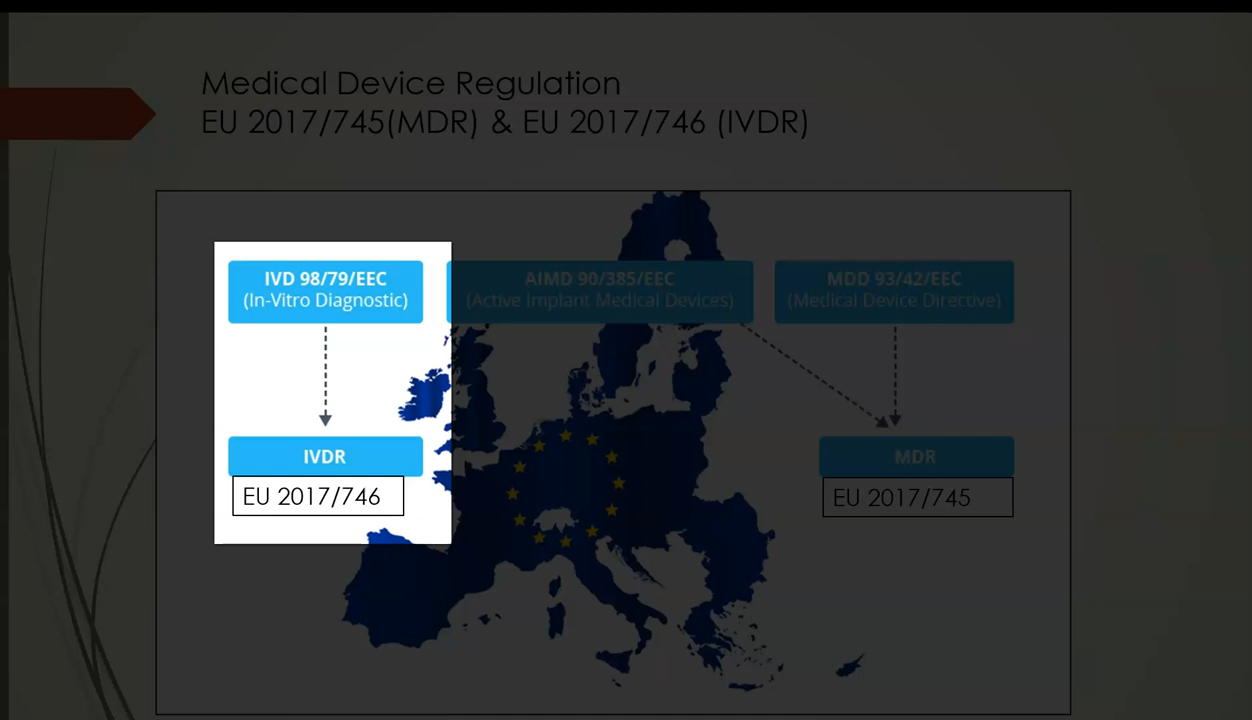 Medical Device Regulation
EU 2017/745(MDR) & EU 2017/746 (IVDR)
IVD 98/79/EEC
(In-Vitro Diagnostic)
AIMD 90/385/EEC
(Active Implant Medical Devices)
MDD 93/42/EEC
(Medical Device Directive)
IVDR
EU 2017/746
MDR
EU 2017/745